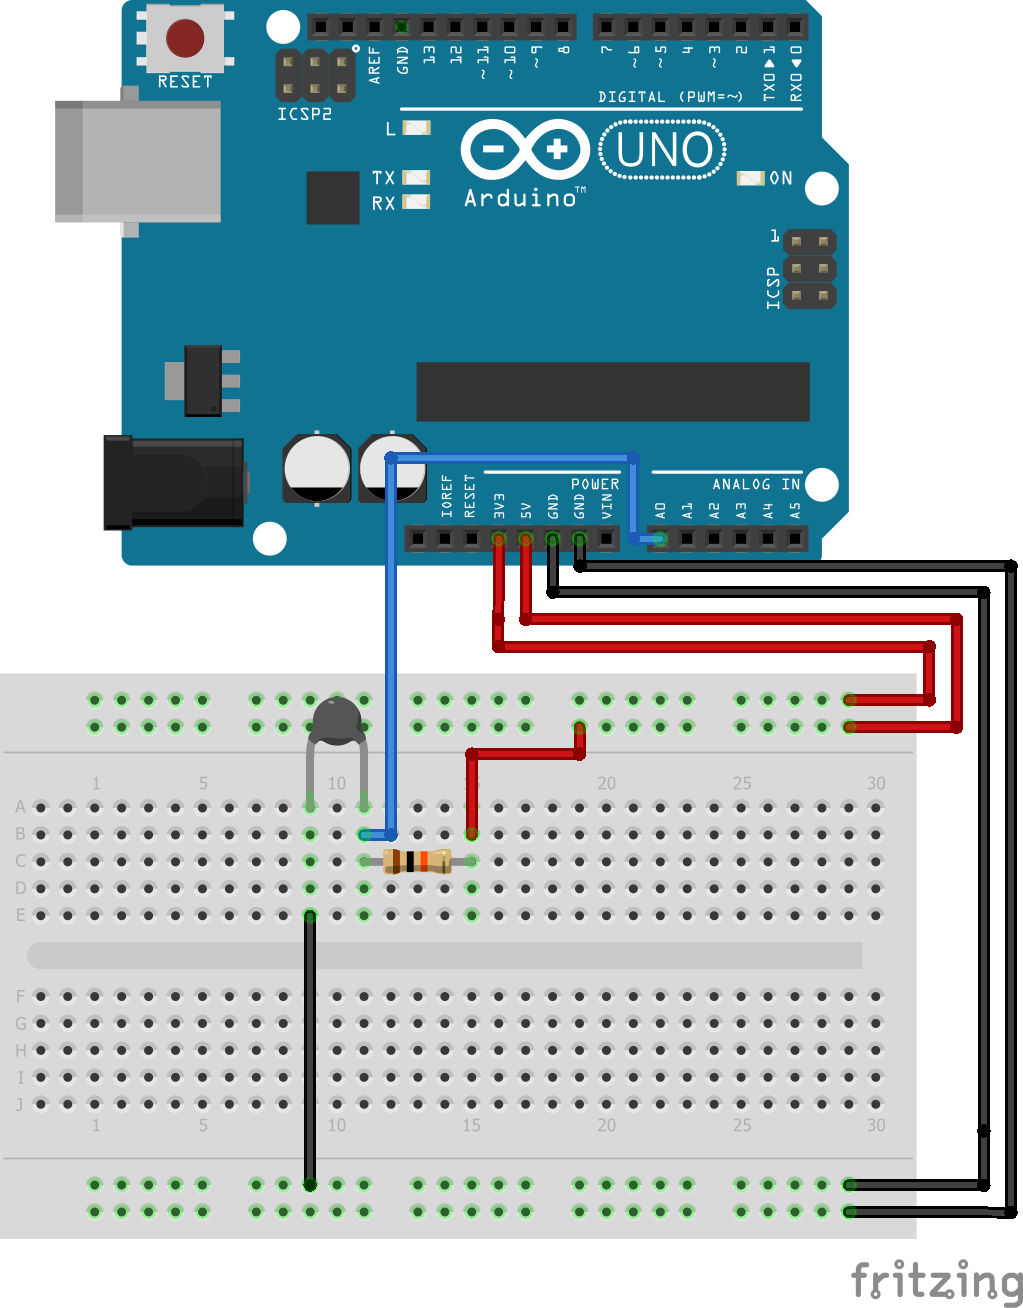 RESET
ICSP2
AREF
GND
13
12
~11
~10
~9
8
7
~6
~5
4
~3
2
TX0▶1
RX0◀0
DIGITAL (PWM=~)
L
TX
RX
Arduino™
UNO
ON
1
ICSP
POWER
ANALOG IN
IOREF
RESET
3V3
5V
GND
GND
VIN
A0
A1
A2
A3
A4
A5
1 5 10 15 20 25 30
A
B
C
D
E
F
G
H
I
J
1 5 10 15 20 25 30
fritzing